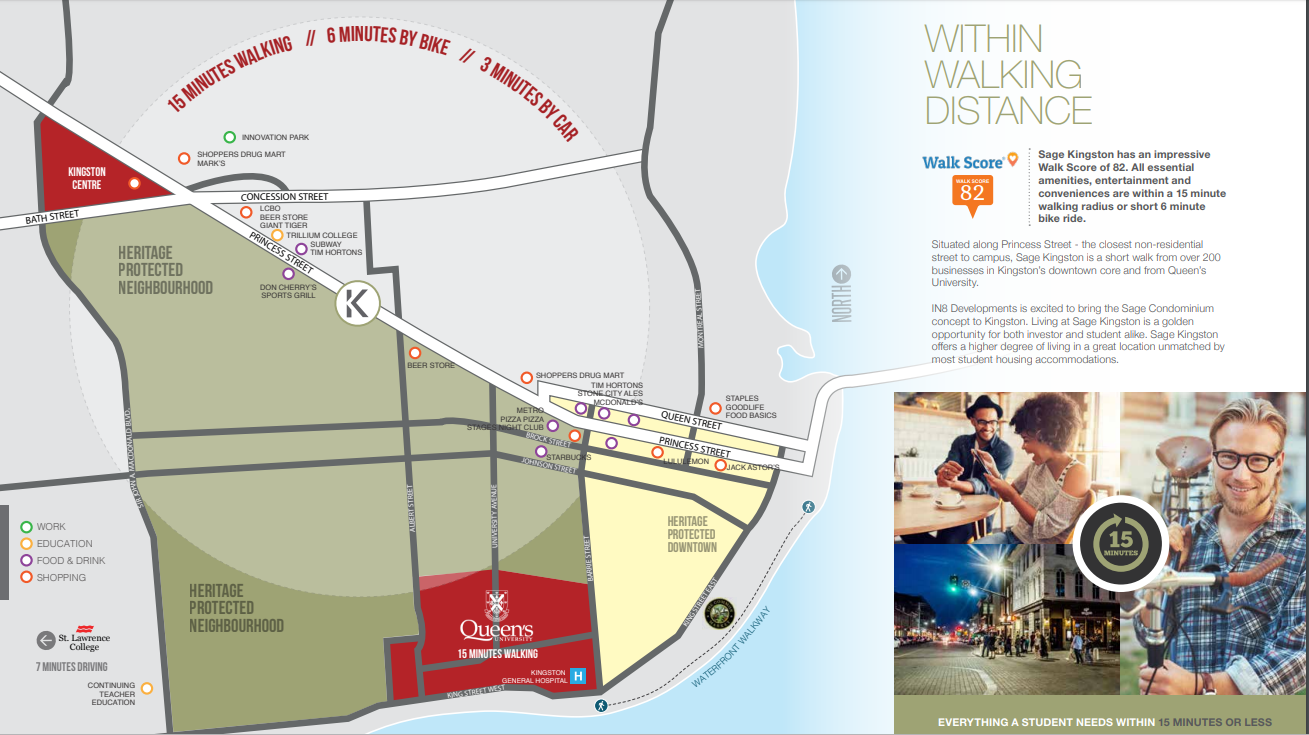 15 MINUTES WALKING // 6 MINUTES BY BIKE // 3 MINUTES BY CAR
INNOVATION PARK
SHOPPERS DRUG MART
MARK'S
KINGSTON
CENTRE
CONCESSION STREET
BATH STREET
LCBO
BEER STORE
GIANT TIGER
TRILLIUM COLLEGE
SUBWAY
TIM HORTONS
PRINCESS STREET
DON CHERRY'S
SPORTS GRILL
HERITAGE
PROTECTED
NEIGHBOURHOOD
K
NORTH
MONTREAL STREET
BEER STORE
SHOPPERS DRUG MART
TIM HORTONS
STONE CITY ALES
MCDONALD'S
STAPLES
GOODLIFE
FOOD BASICS
METRO
PIZZA PIZZA
STAGES NIGHT CLUB
QUEEN STREET
PRINCESS STREET
BROCK STREET
STARBUCKS
JOHNSON STREET
LULULEMON
JACK ASTOR'S
SIR JOHN A MACDONALD BLVD.
ALBERT STREET
UNIVERSITY AVENUE
BARRIE STREET
HERITAGE
PROTECTED
DOWNTOWN
KING STREET EAST
WATERFRONT WALKWAY
WORK
EDUCATION
FOOD & DRINK
SHOPPING
HERITAGE
PROTECTED
NEIGHBOURHOOD
Queen's
UNIVERSITY
15 MINUTES WALKING
KINGSTON
GENERAL HOSPITAL
H
KING STREET WEST
St. Lawrence
College
7 MINUTES DRIVING
CONTINUING
TEACHER
EDUCATION
WITHIN
WALKING
DISTANCE
Walk Score
WALK SCORE
82
Sage Kingston has an impressive
Walk Score of 82. All essential
amenities, entertainment and
conveniences are within a 15 minute
walking radius or short 6 minute
bike ride.
Situated along Princess Street - the closest non-residential
street to campus, Sage Kingston is a short walk from over 200
businesses in Kingston's downtown core and from Queen's
University.
IN8 Developments is excited to bring the Sage Condominium
concept to Kingston. Living at Sage Kingston is a golden
opportunity for both investor and student alike. Sage Kingston
offers a higher degree of living in a great location unmatched by
most student housing accommodations.
15
MINUTES
EVERYTHING A STUDENT NEEDS WITHIN 15 MINUTES OR LESS